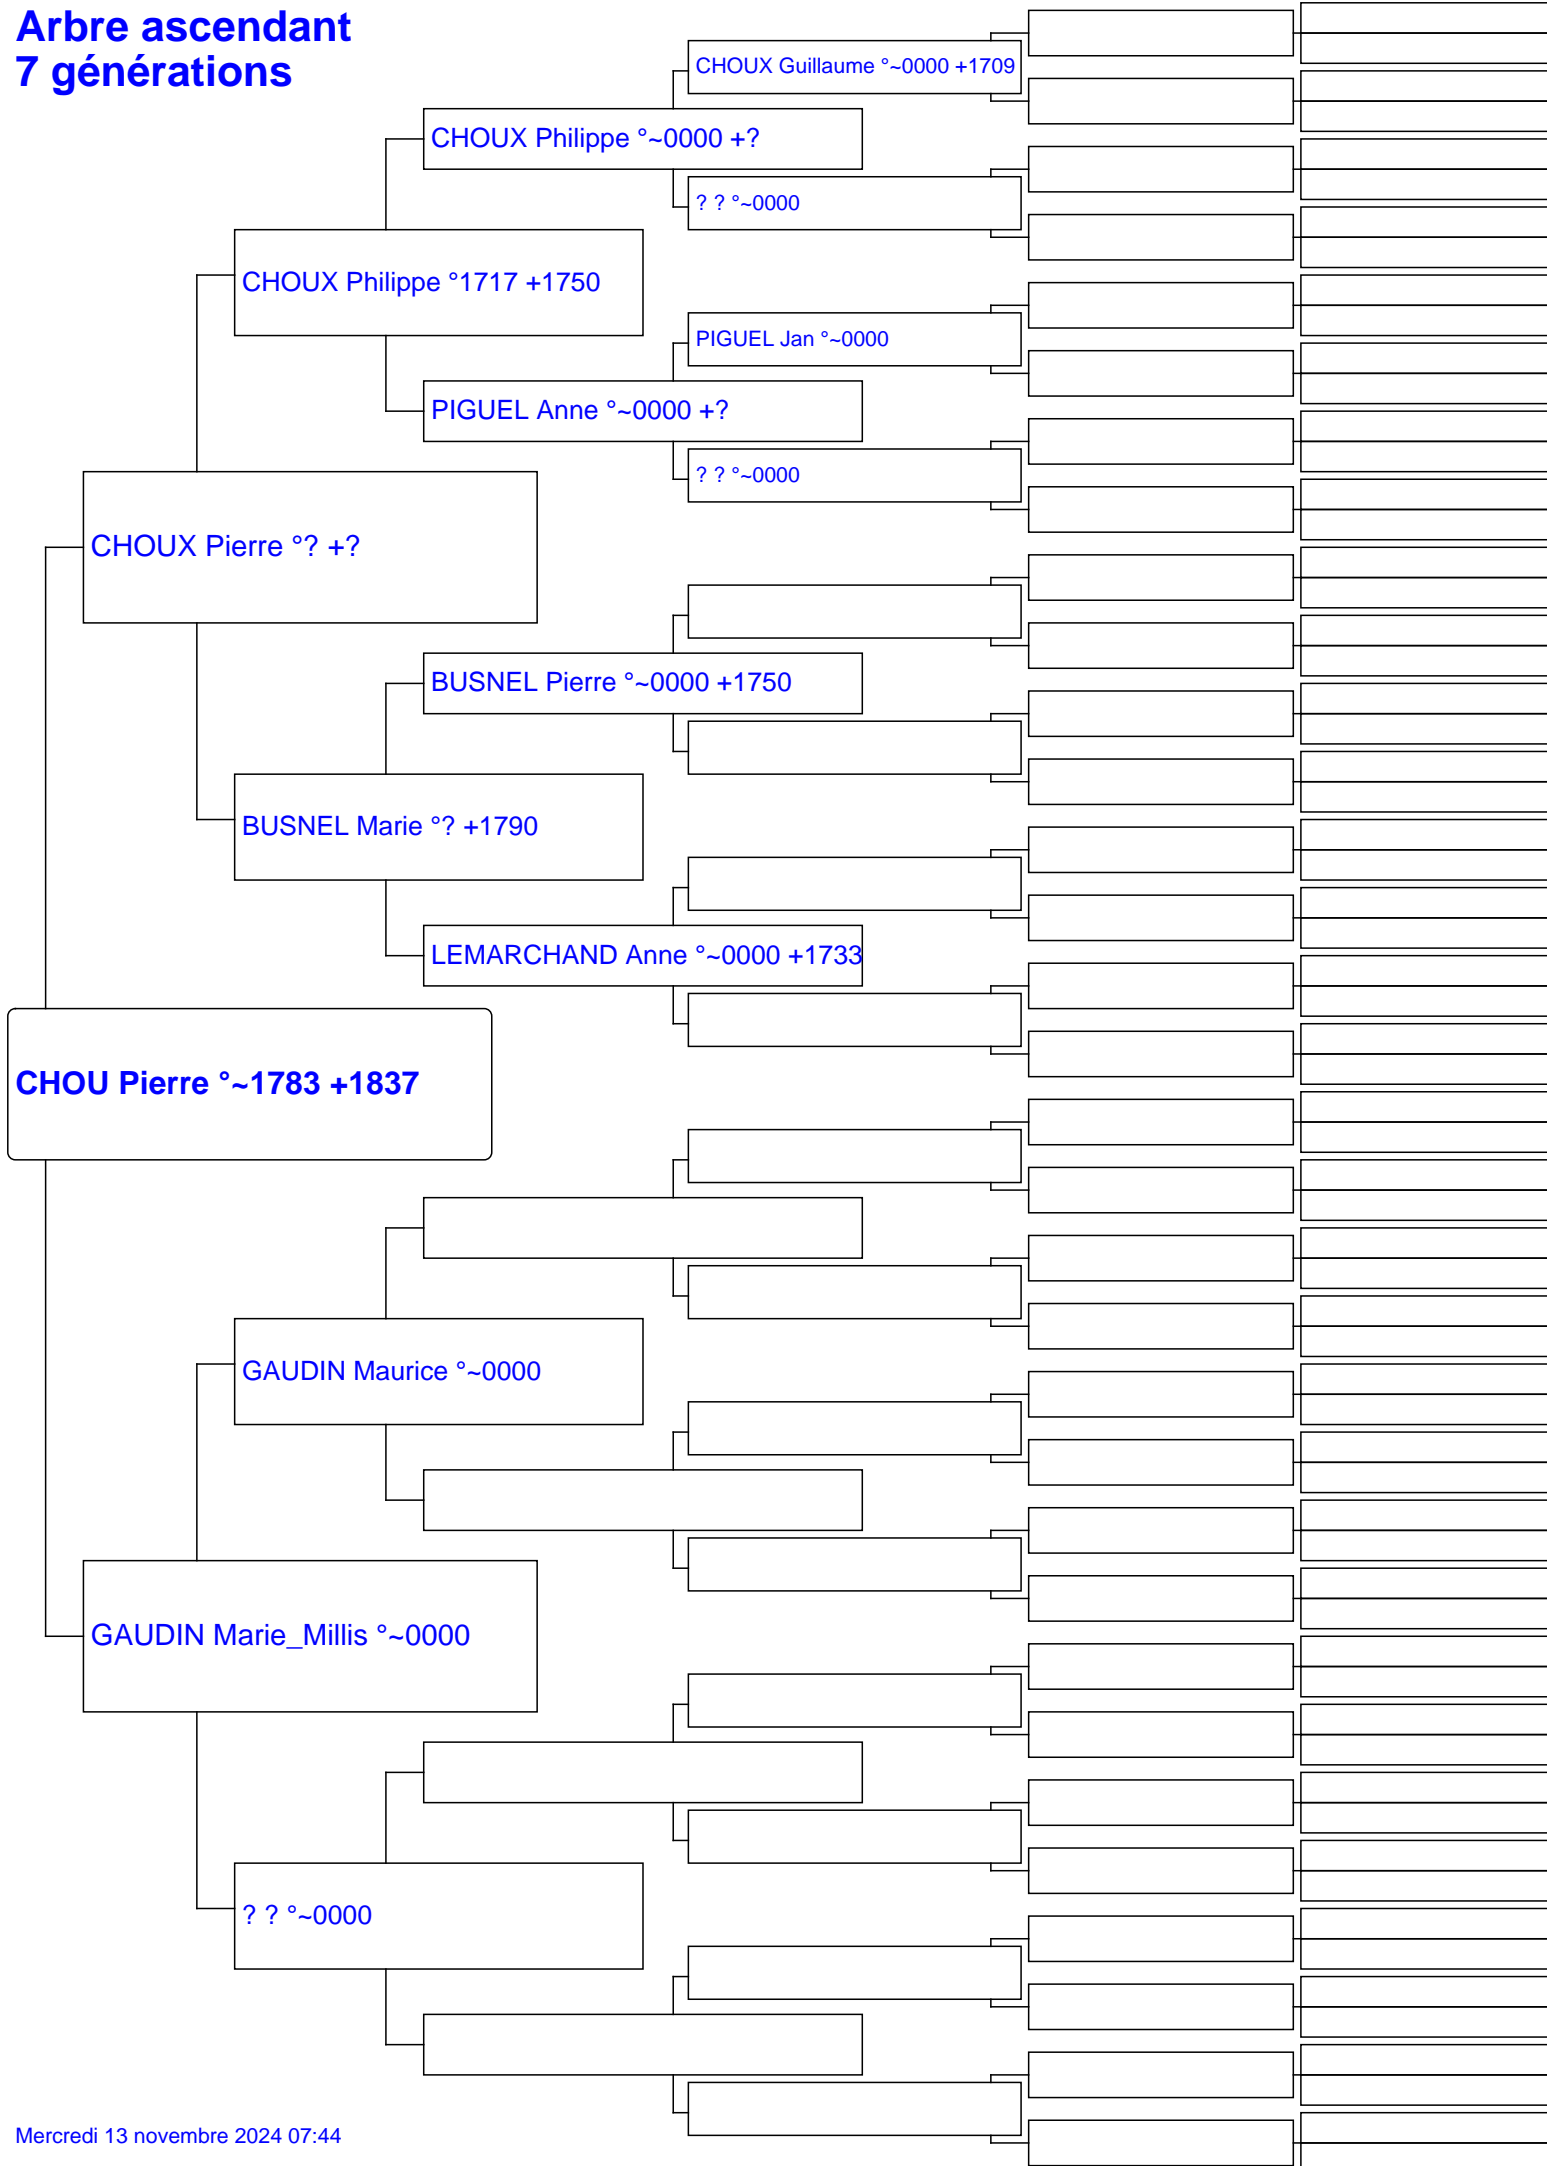 Arbre ascendant
7 générations
CHOUX Guillaume °~0000 +1709
CHOUX Philippe °~0000 +?
? ? °~0000
CHOUX Philippe °1717 +1750
PIGUEL Jan °~0000
PIGUEL Anne °~0000 +?
? ? °~0000
CHOUX Pierre °? +?
BUSNEL Pierre °~0000 +1750
BUSNEL Marie °? +1790
LEMARCHAND Anne °~0000 +1733
CHOU Pierre °~1783 +1837
GAUDIN Maurice °~0000
GAUDIN Marie_Millis °~0000
? ? °~0000
Mercredi 13 novembre 2024 07:44